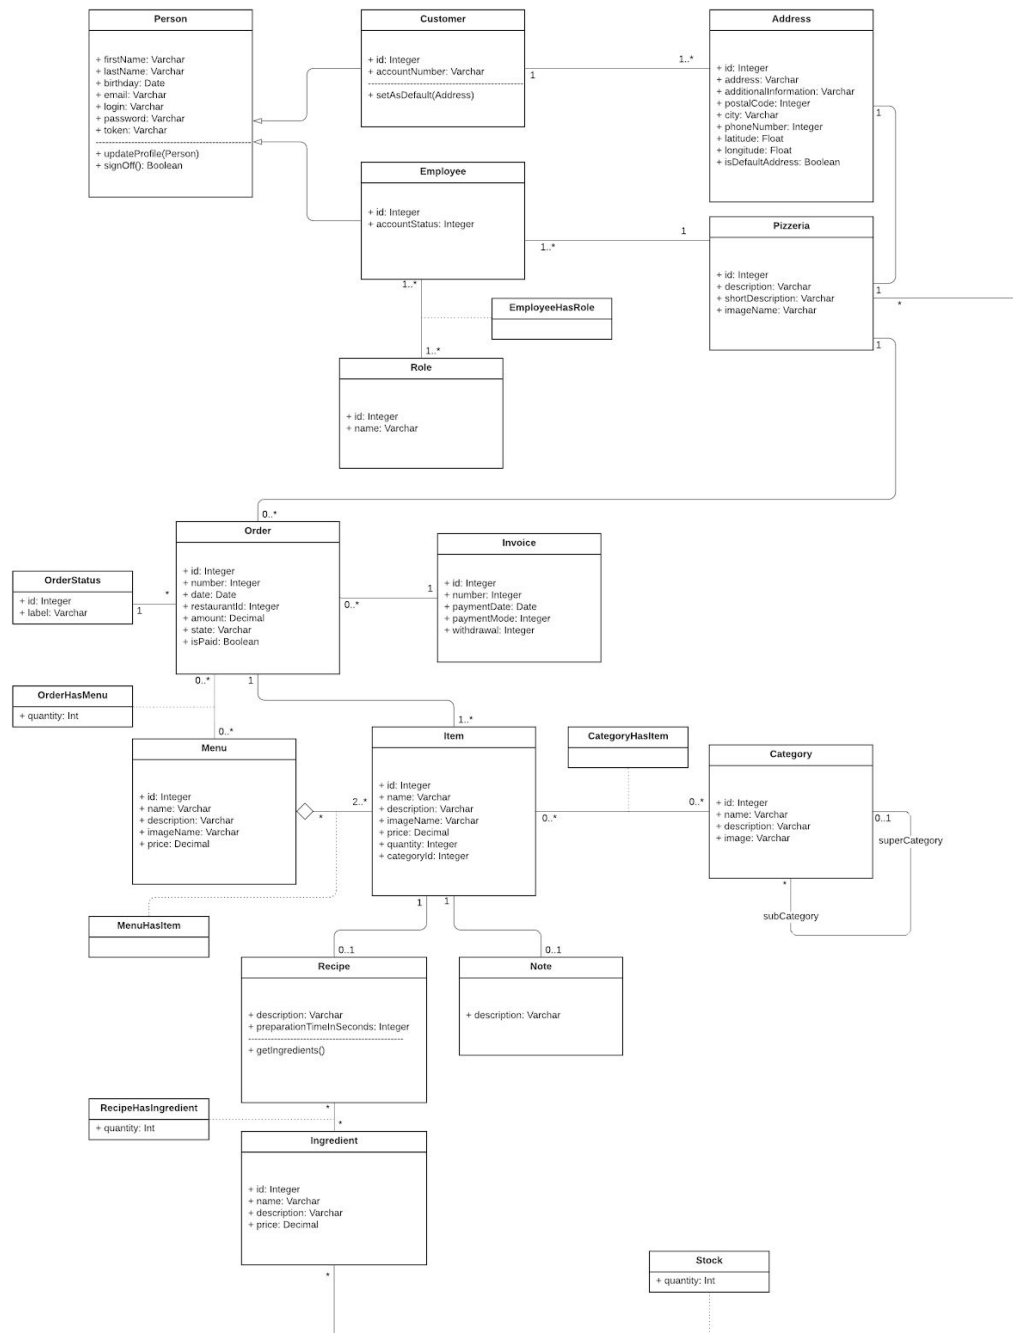 Person
+ firstName: Varchar
+ lastName: Varchar
+ birthday: Date
+ email: Varchar
+ login: Varchar
+ password: Varchar
+ token: Varchar
+ updateProfile(Person)
+ signOff(): Boolean
Customer
+ id: Integer
+ accountNumber: Varchar
+ setAsDefault(Address)
1
1..*
Address
+ id: Integer
+ address: Varchar
+ additionalInformation: Varchar
+ postalCode: Integer
+ city: Varchar
+ phoneNumber: Integer
+ latitude: Float
+ longitude: Float
+ isDefaultAddress: Boolean
1
Employee
+ id: Integer
+ accountStatus: Integer
1..*
1
Pizzeria
+ id: Integer
+ description: Varchar
+ shortDescription: Varchar
+ imageName: Varchar
1
*
1
1..*
EmployeeHasRole
1..*
Role
+ id: Integer
+ name: Varchar
0..*
Order
+ id: Integer
+ number: Integer
+ date: Date
+ restaurantId: Integer
+ amount: Decimal
+ state: Varchar
+ isPaid: Boolean
OrderStatus
+ id: Integer
+ label: Varchar
*
1
Invoice
+ id: Integer
+ number: Integer
+ paymentDate: Date
+ paymentMode: Integer
+ withdrawal: Integer
1
0..*
0..*
1
OrderHasMenu
+ quantity: Int
0..*
1..*
Menu
+ id: Integer
+ name: Varchar
+ description: Varchar
+ imageName: Varchar
+ price: Decimal
2..*
*
Item
+ id: Integer
+ name: Varchar
+ description: Varchar
+ imageName: Varchar
+ price: Decimal
+ quantity: Integer
+ categoryId: Integer
CategoryHasItem
0..*
0..*
Category
+ id: Integer
+ name: Varchar
+ description: Varchar
+ image: Varchar
0..1
superCategory
*
subCategory
MenuHasItem
1
1
0..1
0..1
Recipe
+ description: Varchar
+ preparationTimeInSeconds: Integer
+ getIngredients()
Note
+ description: Varchar
RecipeHasIngredient
+ quantity: Int
*
*
Ingredient
+ id: Integer
+ name: Varchar
+ description: Varchar
+ price: Decimal
*
Stock
+ quantity: Int